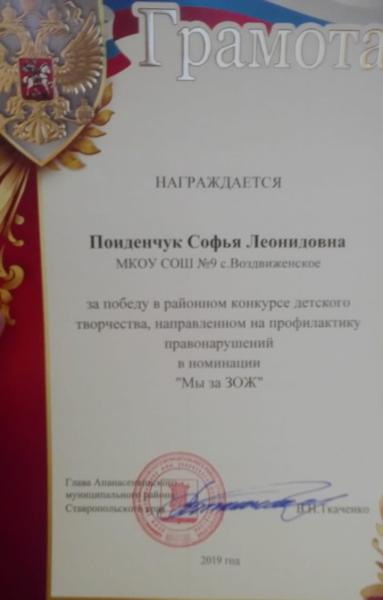 Грамота
НАГРАЖДАЕТСЯ
Поиденчук Софья Леонидовна
МКОУ СОШ №9 с.Воздвиженское
за победу в районном конкурсе детского
творчества, направленном на профилактику
правонарушений
в номинации
"Мы за ЗОЖ"
Глава Апанасенковского
муниципального района
Ставропольского края В.Н.Ткаченко
2019 год